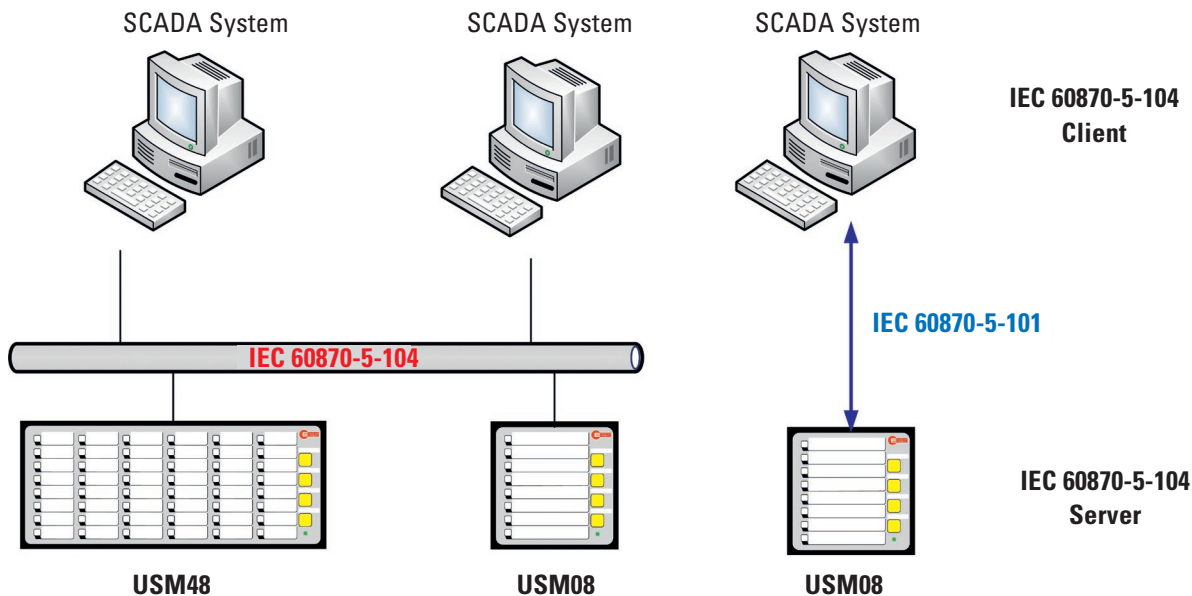 SCADA System
SCADA System
SCADA System
IEC 60870-5-104
Client
IEC 60870-5-101
IEC 60870-5-104
IEC 60870-5-104
Server
USM48
USM08
USM08